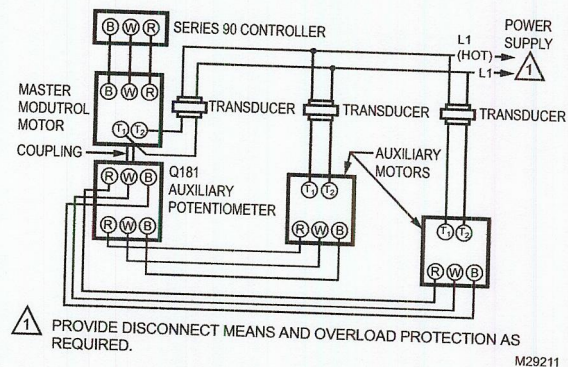 SERIES 90 CONTROLLER
B W R
POWER
SUPPLY
L1
(HOT)
L1
1
B W R
MASTER
MODUTROL
MOTOR
T1 T2
TRANSDUCER
TRANSDUCER
TRANSDUCER
COUPLING
R W B
Q181
AUXILIARY
POTENTIOMETER
R W B
AUXILIARY
MOTORS
T1 T2
R W B
T1 T2
R W B
1 PROVIDE DISCONNECT MEANS AND OVERLOAD PROTECTION AS
REQUIRED.
M29211